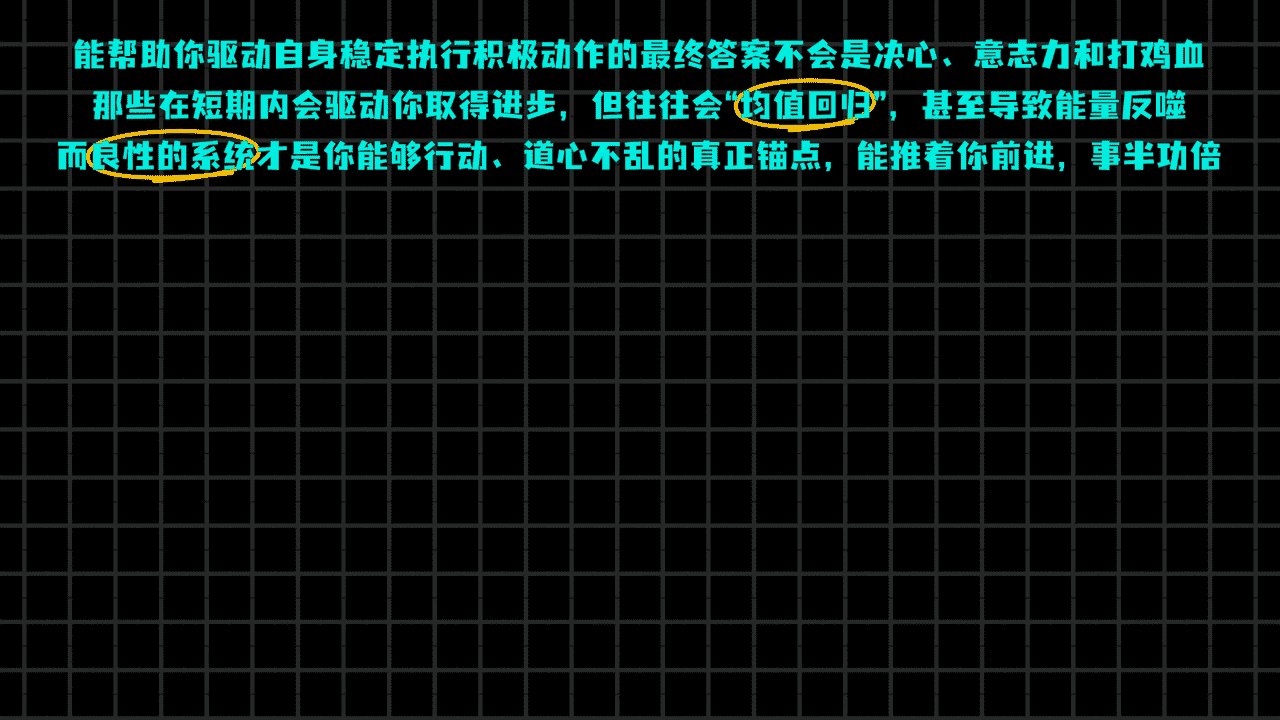 能帮助你驱动自身稳定执行积极动作的最终答案不会是决心、意志力和打鸡血
那些在短期内会驱动你取得进步，但往往会“均值回归”，甚至导致能量反噬
而良性的系统才是你能够行动、道心不乱的真正锚点，能推着你前进，事半功倍